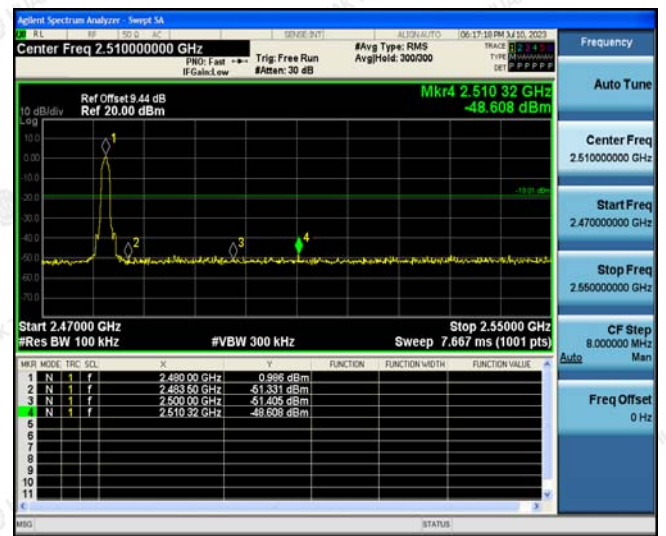 Agilent Spectrum Analyzer - Swept SA
RL RF 50 Ω AC SENSE:INT ALIGNAUTO 06:17:18 PM Jul 10, 2023
Center Freq 2.510000000 GHz
#Avg Type: RMS
TRACE 1 2 3 4 5 6
PNO: Fast
Trig: Free Run
Avg|Hold: 300/300
TYPE
IFGain:Low
#Atten: 30 dB
DET P P P P P P
Mkr4 2.510 32 GHz
Ref Offset 9.44 dB
10 dB/div Ref 20.00 dBm
-48.608 dBm
Log
10.0
0.00
-10.0
-20.0
-30.0
-40.0
-50.0
-60.0
-70.0
1
2
3
4
Start 2.47000 GHz
Stop 2.55000 GHz
#Res BW 100 kHz
#VBW 300 kHz
Sweep 7.667 ms (1001 pts)
MKR MODE TRC SCL X Y FUNCTION FUNCTION WIDTH FUNCTION VALUE
1 N 1 f 2.480 00 GHz 0.986 dBm
2 N 1 f 2.483 50 GHz -51.331 dBm
3 N 1 f 2.500 00 GHz -51.405 dBm
4 N 1 f 2.510 32 GHz -48.608 dBm
5
6
7
8
9
10
11
MSG
STATUS
Frequency
Auto Tune
Center Freq
2.510000000 GHz
Start Freq
2.470000000 GHz
Stop Freq
2.550000000 GHz
CF Step
8.000000 MHz
Auto Man
Freq Offset
0 Hz